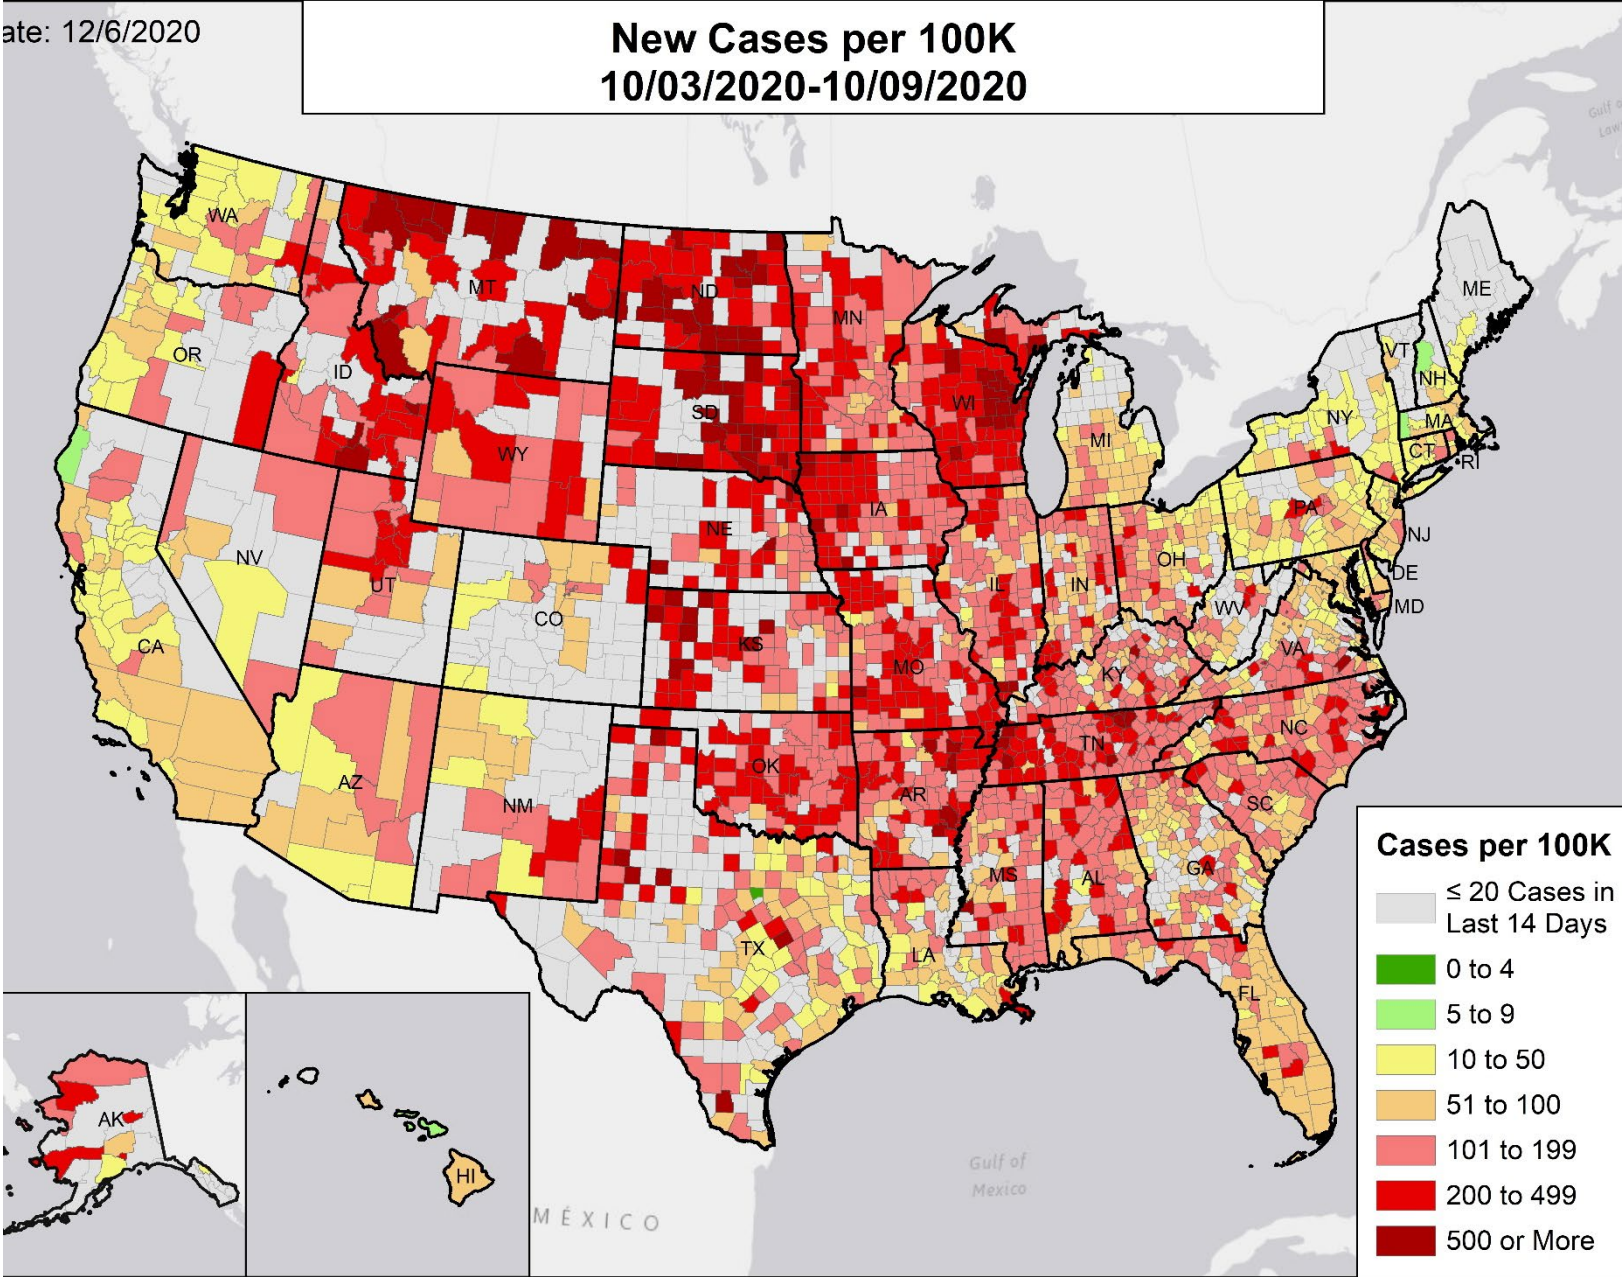 ate: 12/6/2020
New Cases per 100K
10/03/2020-10/09/2020
Gulf of
WA
MT
ND
MN
ME
OR
ID
WI
VT
NH
SD
NY
MA
WY
MI
CT
RI
IA
PA
NE
NJ
NV
OH
UT
IL
IN
DE
CO
WV
MD
CA
KS
VA
MO
KY
NC
TN
AZ
OK
NM
AR
SC
GA
MS
AL
TX
LA
FL
AK
HI
Cases per 100K
≤ 20 Cases in
Last 14 Days
0 to 4
5 to 9
10 to 50
51 to 100
101 to 199
200 to 499
500 or More
Gulf of
Mexico
MÉXICO